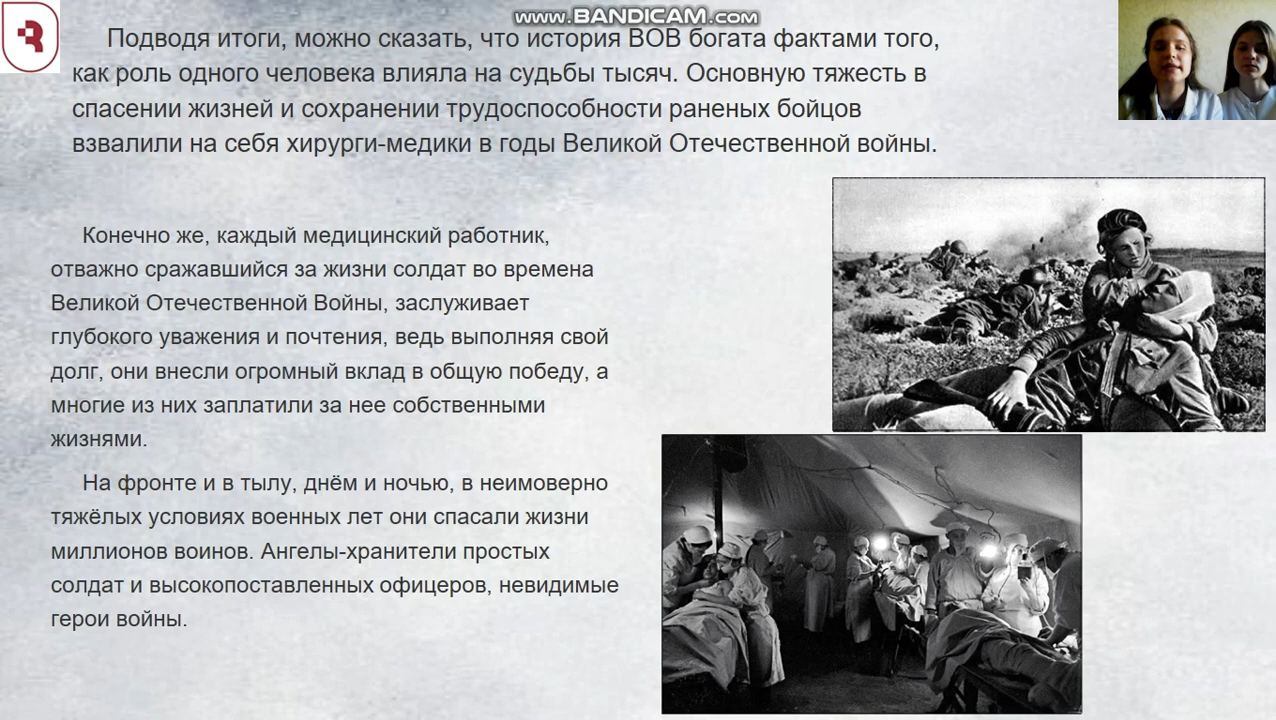 www.BANDICAM.com
Подводя итоги, можно сказать, что история ВОВ богата фактами того,
как роль одного человека влияла на судьбы тысяч. Основную тяжесть в
спасении жизней и сохранении трудоспособности раненых бойцов
взвалили на себя хирурги-медики в годы Великой Отечественной войны.
Конечно же, каждый медицинский работник,
отважно сражавшийся за жизни солдат во времена
Великой Отечественной Войны, заслуживает
глубокого уважения и почтения, ведь выполняя свой
долг, они внесли огромный вклад в общую победу, а
многие из них заплатили за нее собственными
жизнями.
На фронте и в тылу, днём и ночью, в неимоверно
тяжёлых условиях военных лет они спасали жизни
миллионов воинов. Ангелы-хранители простых
солдат и высокопоставленных офицеров, невидимые
герои войны.